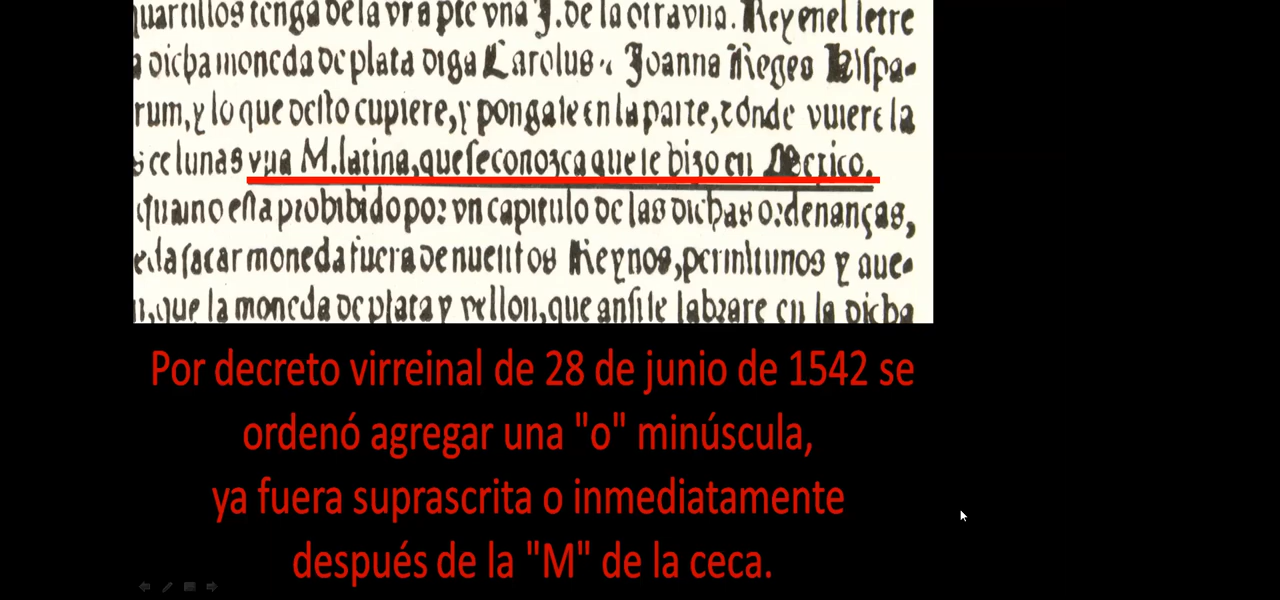 quartillos tenga de la vna pte vna J. de la otra vna. Rey en el letre
a dicha moneda de plata diga Carolus. Joanna Reges Hispa-
rum, y lo que desto cupiere, y pongase en la parte, donde vuiere la
s celunas vna M. latina, que se conozca que se hizo en Mexico.
quanno esta prohibido por vn capitulo de las dichas ordenanças,
eda sacar moneda fuera de nuestros Reynos, permitimos y que-
, que la moneda de plata y vellon, que ansi se labrare en la dicha
Por decreto virreinal de 28 de junio de 1542 se
ordenó agregar una "o" minúscula,
ya fuera suprascrita o inmediatamente
después de la "M" de la ceca.